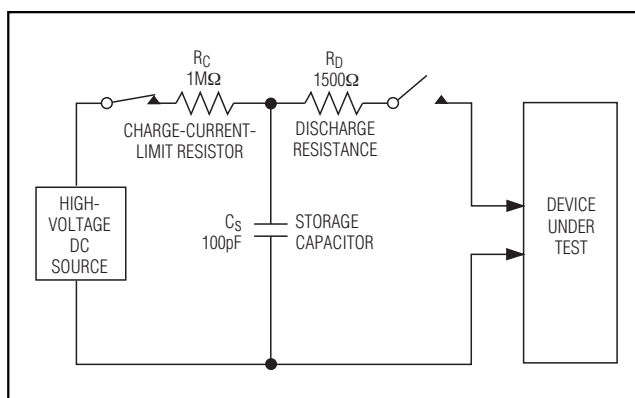 R_C
1MΩ
CHARGE-CURRENT-
LIMIT RESISTOR
R_D
1500Ω
DISCHARGE
RESISTANCE
HIGH-
VOLTAGE
DC
SOURCE
C_S
100pF
STORAGE
CAPACITOR
DEVICE
UNDER
TEST